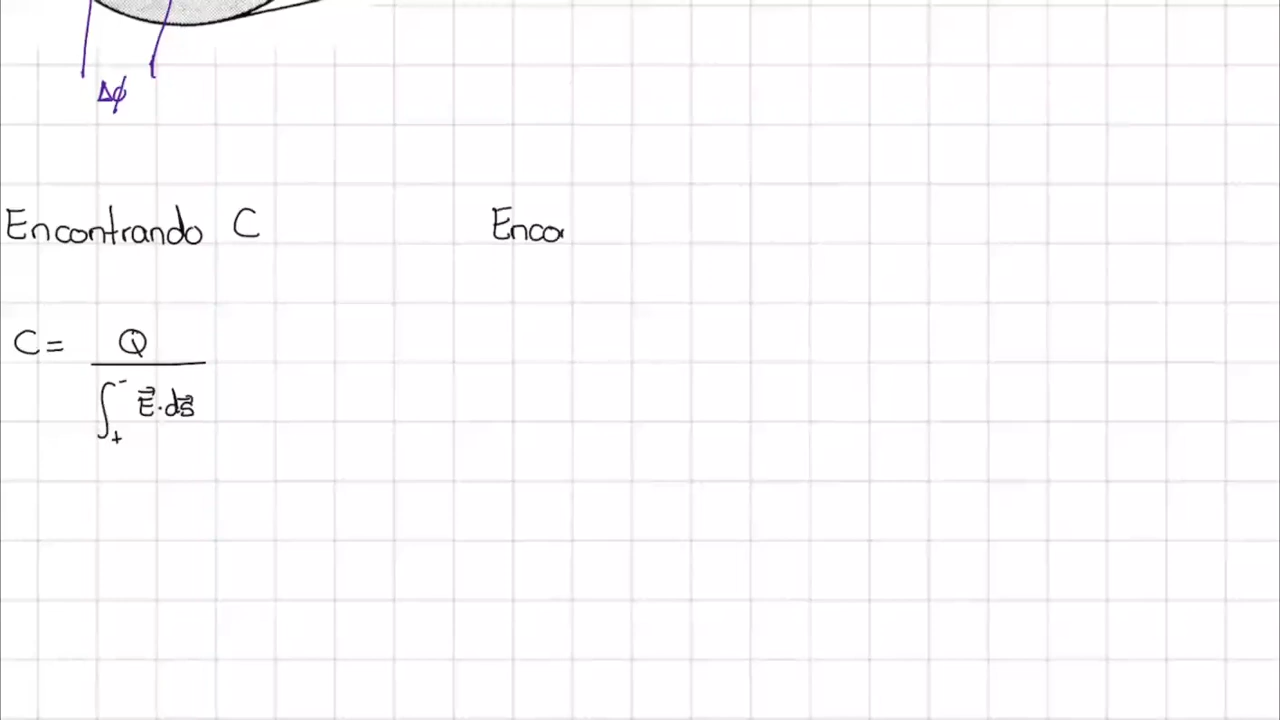 Δϕ
Encontrando C
Enco
C = Q / ∫₊⁻ E⃗ · ds⃗